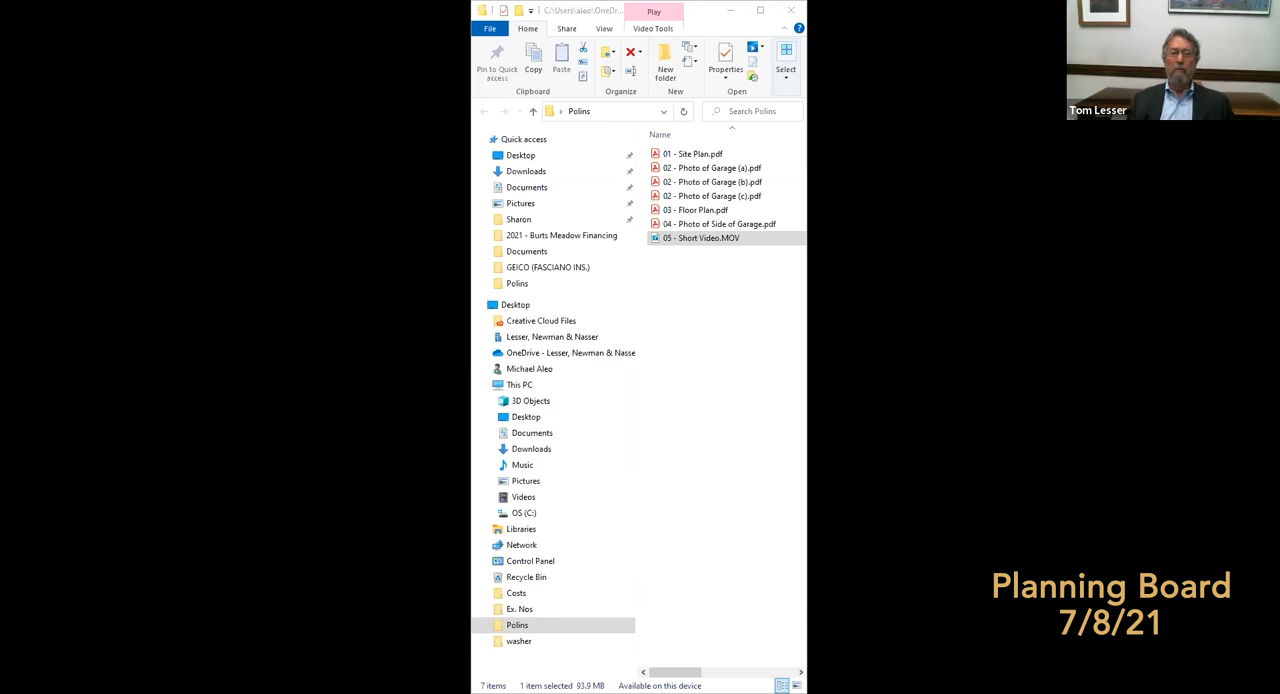 C:\Users\aleo\OneDr...
Play
File
Home
Share
View
Video Tools
Pin to Quick access
Copy
Paste
New folder
Properties
Select
Clipboard
Organize
New
Open
Polins
Search Polins
Name
Quick access
Desktop
Downloads
Documents
Pictures
Sharon
2021 - Burts Meadow Financing
Documents
GEICO (FASCIANO INS.)
Polins
Desktop
Creative Cloud Files
Lesser, Newman & Nasser
OneDrive - Lesser, Newman & Nasse
Michael Aleo
This PC
3D Objects
Desktop
Documents
Downloads
Music
Pictures
Videos
OS (C:)
Libraries
Network
Control Panel
Recycle Bin
Costs
Ex. Nos
Polins
washer
01 - Site Plan.pdf
02 - Photo of Garage (a).pdf
02 - Photo of Garage (b).pdf
02 - Photo of Garage (c).pdf
03 - Floor Plan.pdf
04 - Photo of Side of Garage.pdf
05 - Short Video.MOV
7 items 1 item selected 93.9 MB Available on this device
Tom Lesser
Planning Board
7/8/21